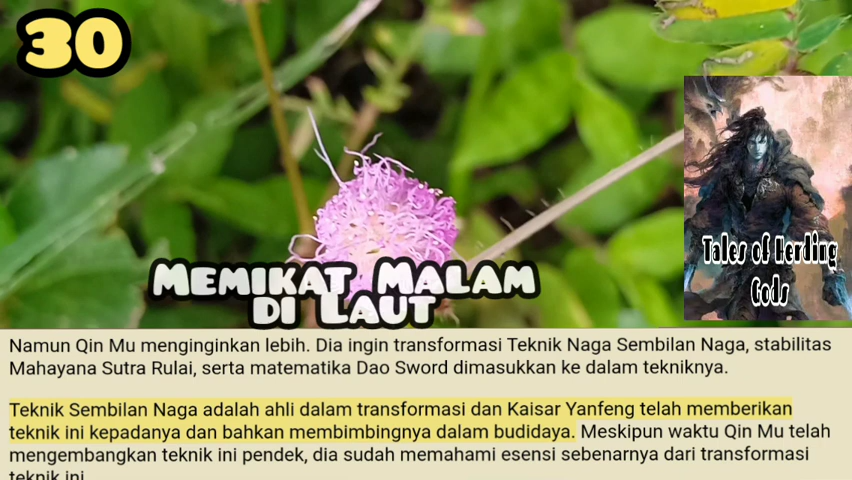 30
Tales of Herding
Gods
MEMIKAT MALAM
DI LAUT
Namun Qin Mu menginginkan lebih. Dia ingin transformasi Teknik Naga Sembilan Naga, stabilitas
Mahayana Sutra Rulai, serta matematika Dao Sword dimasukkan ke dalam tekniknya.
Teknik Sembilan Naga adalah ahli dalam transformasi dan Kaisar Yanfeng telah memberikan
teknik ini kepadanya dan bahkan membimbingnya dalam budidaya. Meskipun waktu Qin Mu telah
mengembangkan teknik ini pendek, dia sudah memahami esensi sebenarnya dari transformasi
teknik ini